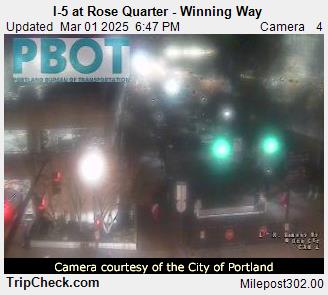 I-5 at Rose Quarter - Winning Way
Updated Mar 01 2025 6:47 PM Camera 4
PBOT
PORTLAND BUREAU OF TRANSPORTATION
Camera courtesy of the City of Portland
TripCheck.com Milepost302.00